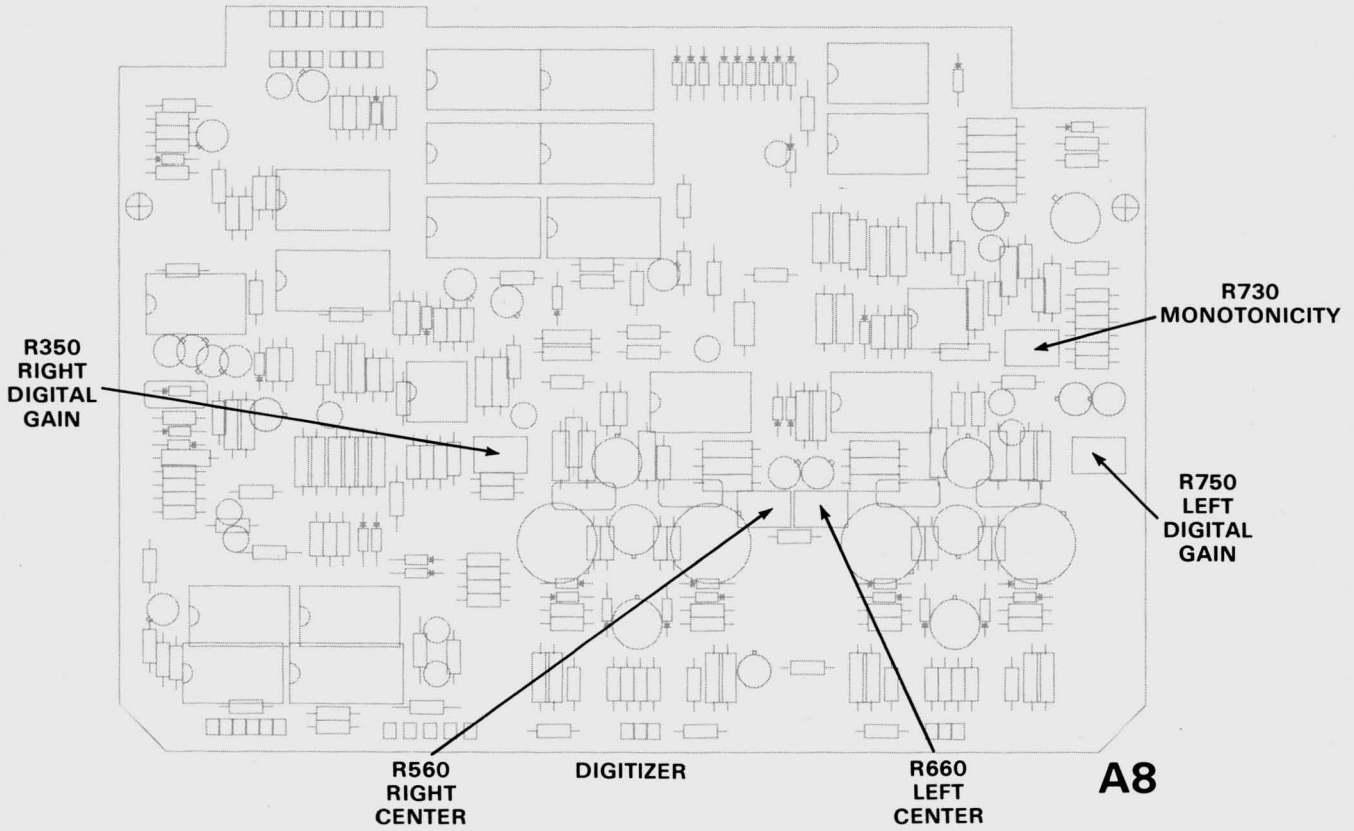 R730
MONOTONICITY
R350
RIGHT
DIGITAL
GAIN
R750
LEFT
DIGITAL
GAIN
R560
RIGHT
CENTER
DIGITIZER
R660
LEFT
CENTER
A8